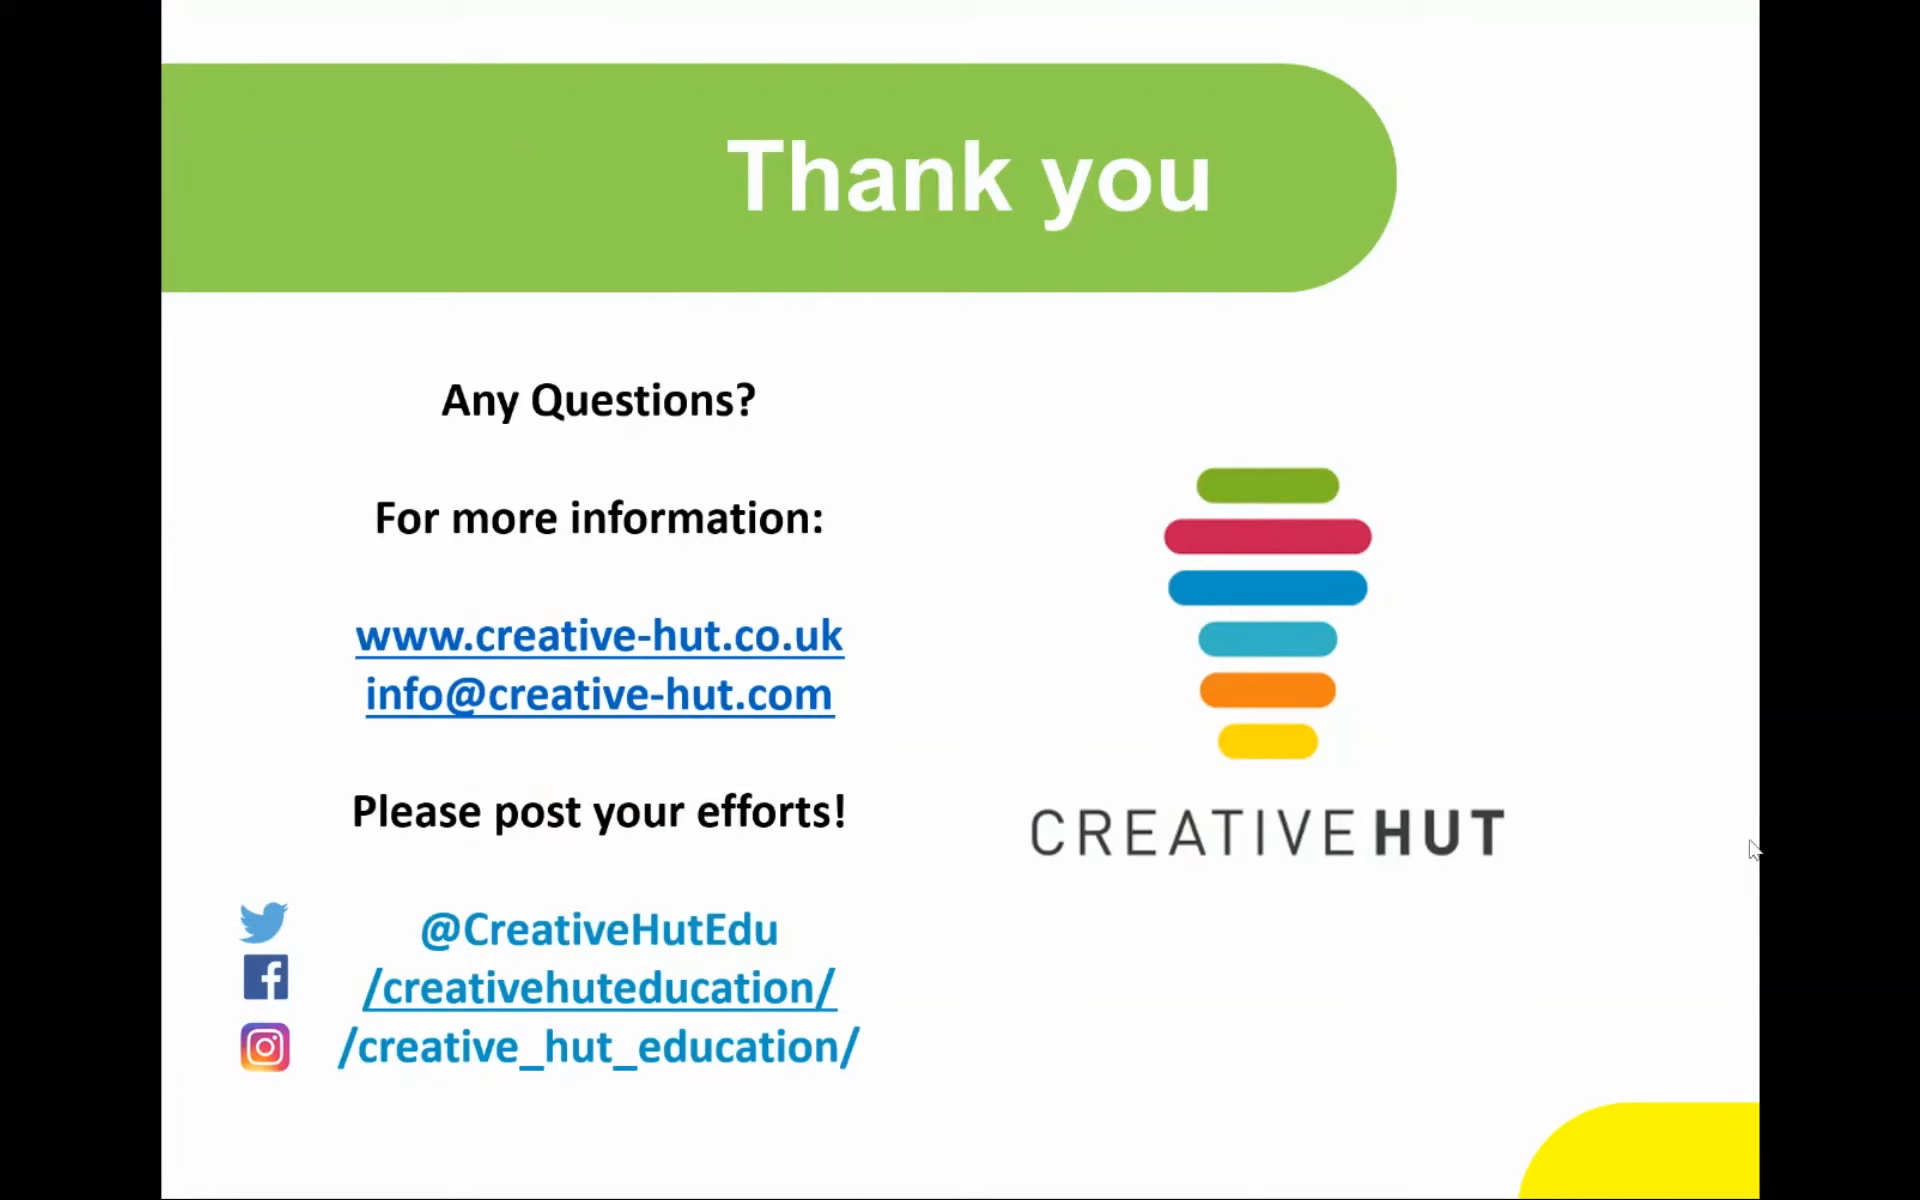 Thank you
Any Questions?
For more information:
www.creative-hut.co.uk
info@creative-hut.com
Please post your efforts!
@CreativeHutEdu
/creativehuteducation/
/creative_hut_education/
CREATIVE HUT